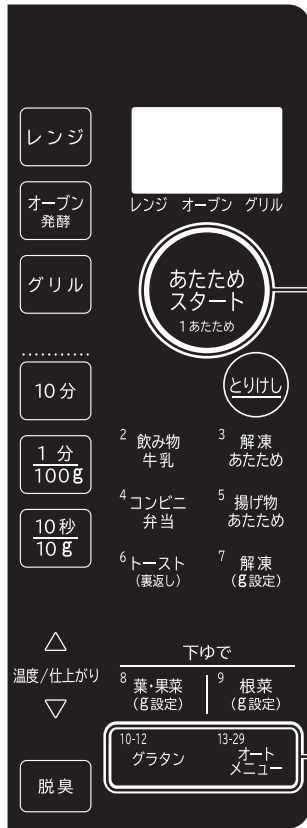 レンジ
オーブン
発酵
グリル
10分
1分
100g
10秒
10g
温度/仕上がり
脱臭
レンジ オーブン グリル
あたため
スタート
1あたため
とりけし
2 飲み物
牛乳
3 解凍
あたため
4 コンビニ
弁当
5 揚げ物
あたため
6 トースト
(裏返し)
7 解凍
(g設定)
下ゆで
8 葉・果菜
(g設定)
9 根菜
(g設定)
10-12
グラタン
13-29
オート
メニュー